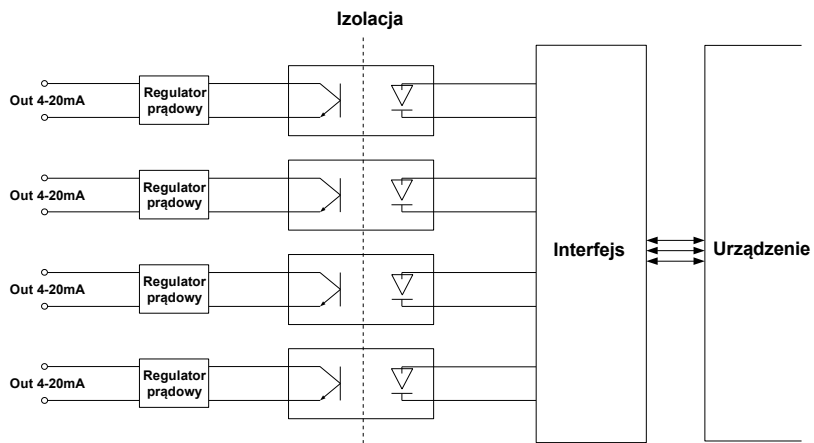 Izolacja
Out 4-20mA
Regulator
prądowy
Out 4-20mA
Regulator
prądowy
Out 4-20mA
Regulator
prądowy
Out 4-20mA
Regulator
prądowy
Interfejs
Urządzenie